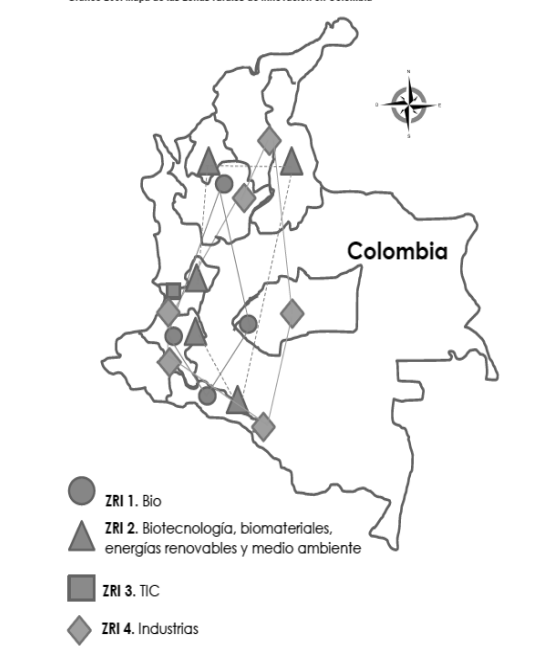 Colombia
N
E
S
ZRI 1. Bio
ZRI 2. Biotecnología, biomateriales,
energías renovables y medio ambiente
ZRI 3. TIC
ZRI 4. Industrias